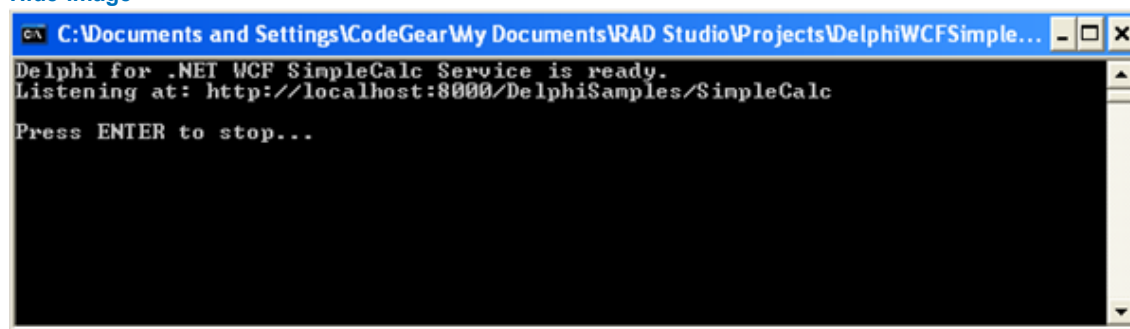 C:\Documents and Settings\CodeGear\My Documents\RAD Studio\Projects\DelphiWCFSimple...
Delphi for .NET WCF SimpleCalc Service is ready.
Listening at: http://localhost:8000/DelphiSamples/SimpleCalc
Press ENTER to stop...